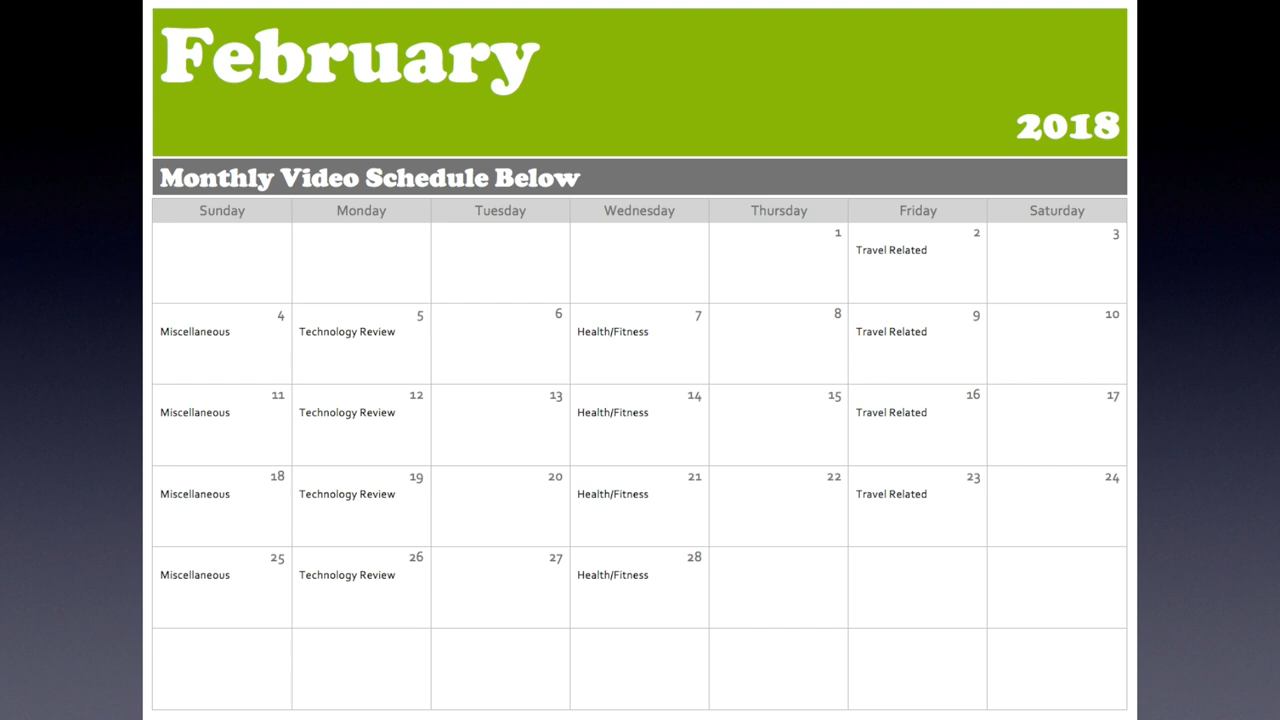 February
2018
Monthly Video Schedule Below
Sunday Monday Tuesday Wednesday Thursday Friday Saturday
1 2 3
Travel Related
4 5 6 7 8 9 10
Miscellaneous Technology Review Health/Fitness Travel Related
11 12 13 14 15 16 17
Miscellaneous Technology Review Health/Fitness Travel Related
18 19 20 21 22 23 24
Miscellaneous Technology Review Health/Fitness Travel Related
25 26 27 28
Miscellaneous Technology Review Health/Fitness